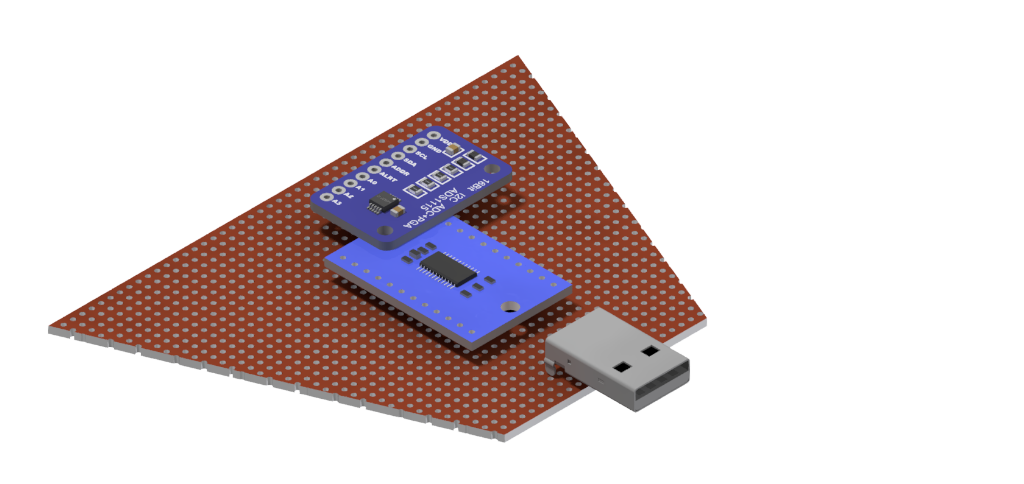 VDD
GND
SCL
SDA
ADDR
ALRT
A0
A1
A2
A3
16Bit I2C ADC+PGA
ADS1115